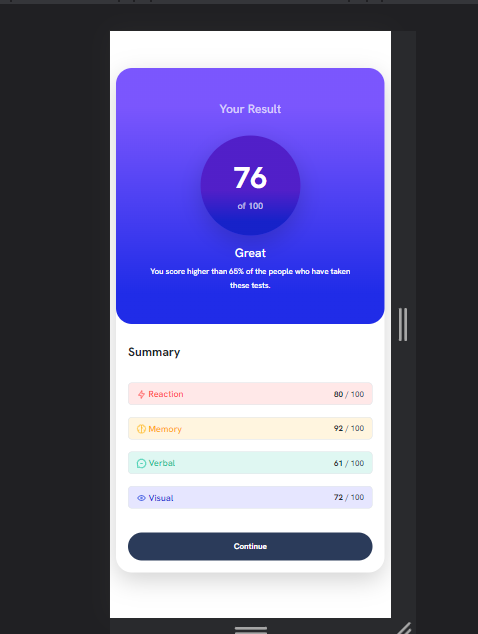 Your Result
76
of 100
Great
You score higher than 65% of the people who have taken
these tests.
Summary
Reaction 80 / 100
Memory 92 / 100
Verbal 61 / 100
Visual 72 / 100
Continue